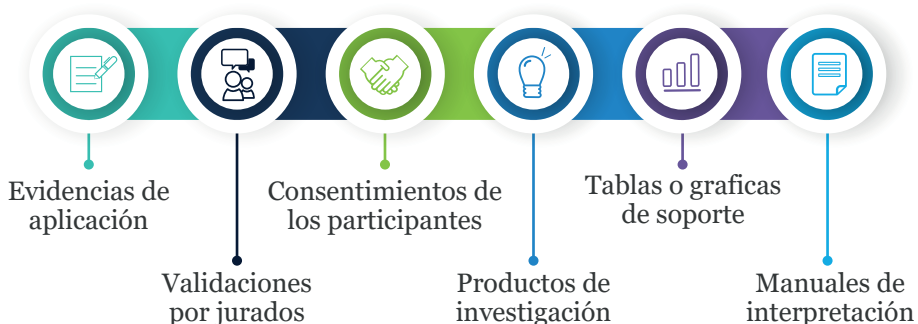 Evidencias de
aplicación
Validaciones
por jurados
Consentimientos de
los participantes
Productos de
investigación
Tablas o graficas
de soporte
Manuales de
interpretación